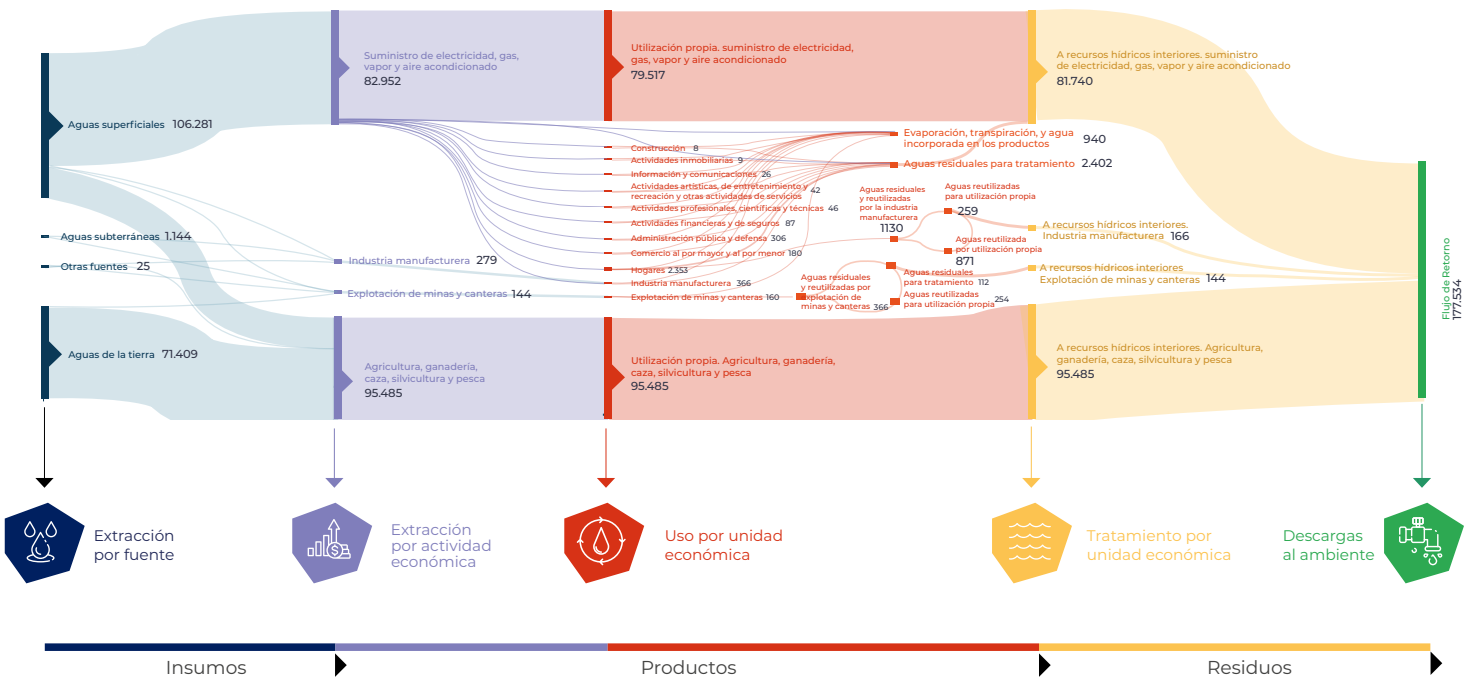 Aguas superficiales 106.281
Aguas subterráneas 1.144
Otras fuentes 25
Aguas de la tierra 71.409
Suministro de electricidad, gas,
vapor y aire acondicionado
82.952
Industria manufacturera 279
Explotación de minas y canteras 144
Agricultura, ganadería,
caza, silvicultura y pesca
95.485
Utilización propia. suministro de electricidad,
gas, vapor y aire acondicionado
79.517
Construcción 8
Actividades inmobiliarias 9
Información y comunicaciones 26
Actividades artísticas, de entretenimiento y
recreación y otras actividades de servicios 42
Actividades profesionales, científicas y técnicas 46
Actividades financieras y de seguros 87
Administración pública y defensa 306
Comercio al por mayor y al por menor 180
Hogares 2.353
Industria manufacturera 366
Explotación de minas y canteras 160
Utilización propia. Agricultura, ganadería,
caza, silvicultura y pesca
95.485
Evaporación, transpiración, y agua
incorporada en los productos 940
Aguas residuales para tratamiento 2.402
Aguas residuales
y reutilizadas
por la industria
manufacturera
1130
Aguas reutilizadas
para utilización propia
259
Aguas reutilizada
por utilización propia
871
Aguas residuales
y reutilizadas por
explotación de
minas y canteras 366
Aguas residuales
para tratamiento 112
Aguas reutilizadas
para utilización propia 254
A recursos hídricos interiores. suministro
de electricidad, gas, vapor y aire acondicionado
81.740
A recursos hídricos interiores.
Industria manufacturera 166
A recursos hídricos interiores
Explotación de minas y canteras 144
A recursos hídricos interiores. Agricultura,
ganadería, caza, silvicultura y pesca
95.485
Flujo de Retorno
177.534
Extracción
por fuente
Extracción
por actividad
económica
Uso por unidad
económica
Tratamiento por
unidad económica
Descargas
al ambiente
Insumos
Productos
Residuos